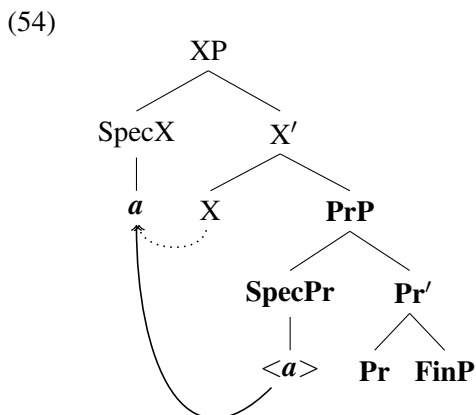 (54)
XP
SpecX X′
a X PrP
SpecPr Pr′
<a> Pr FinP